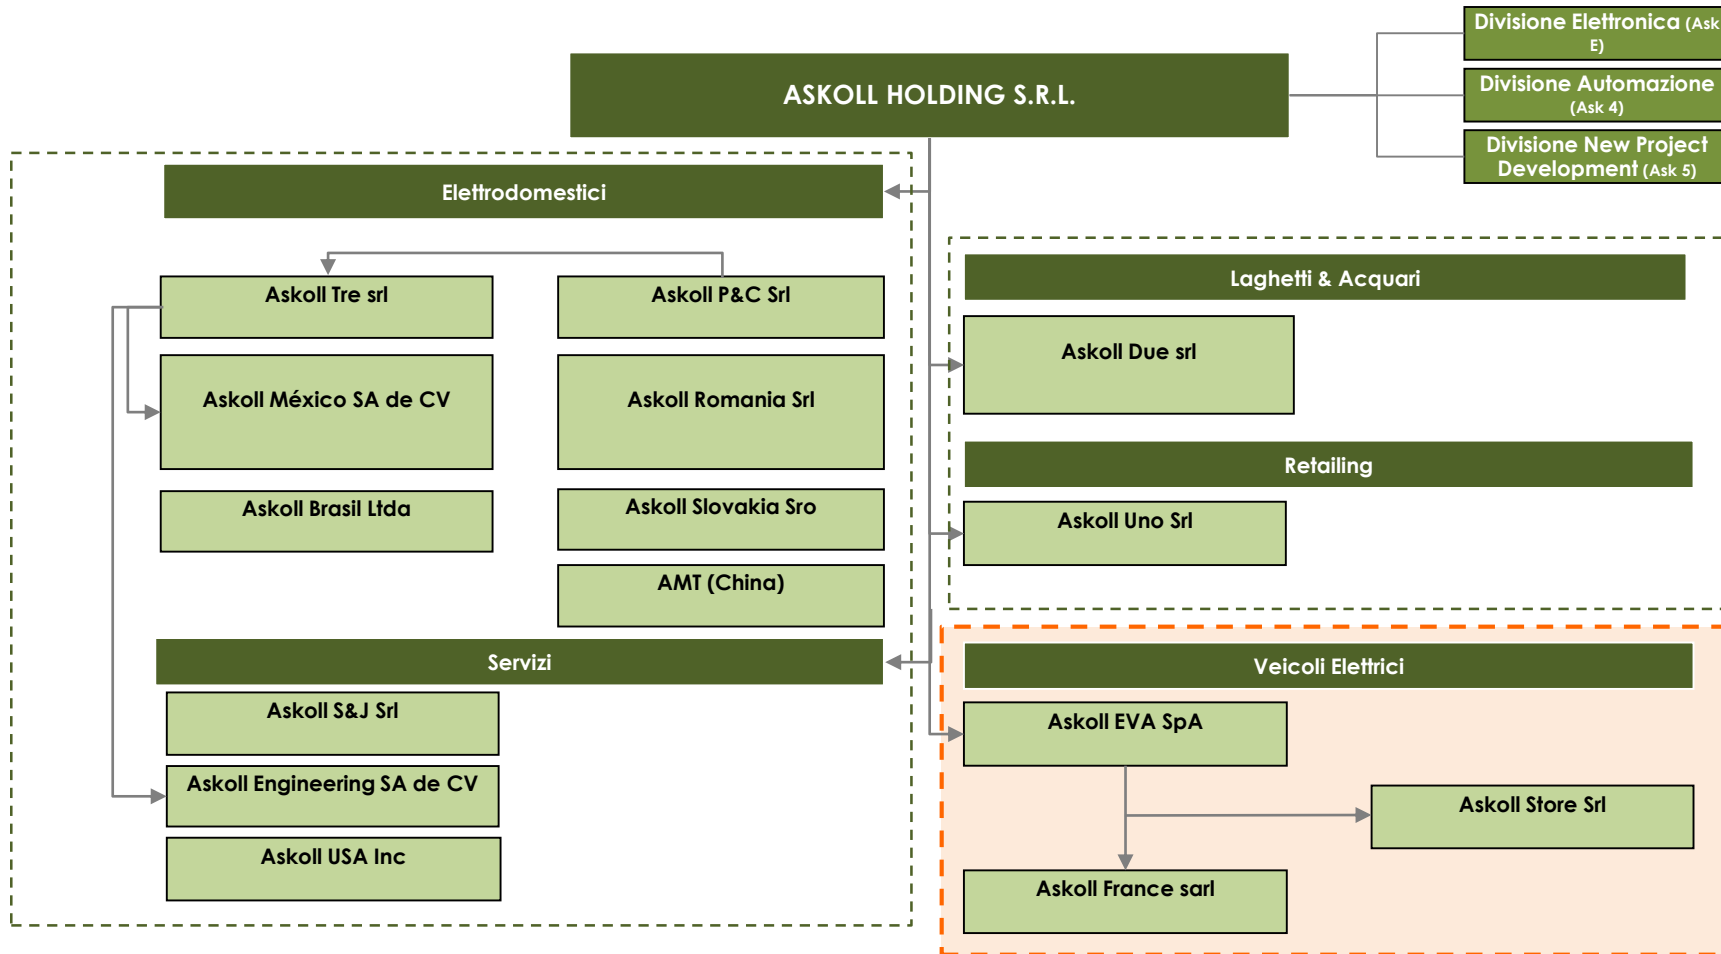 Divisione Elettronica (Ask
E)
ASKOLL HOLDING S.R.L.
Divisione Automazione
(Ask 4)
Divisione New Project
Development (Ask 5)
Elettrodomestici
Askoll Tre srl
Askoll P&C Srl
Askoll México SA de CV
Askoll Romania Srl
Askoll Brasil Ltda
Askoll Slovakia Sro
AMT (China)
Servizi
Askoll S&J Srl
Askoll Engineering SA de CV
Askoll USA Inc
Laghetti & Acquari
Askoll Due srl
Retailing
Askoll Uno Srl
Veicoli Elettrici
Askoll EVA SpA
Askoll Store Srl
Askoll France sarl